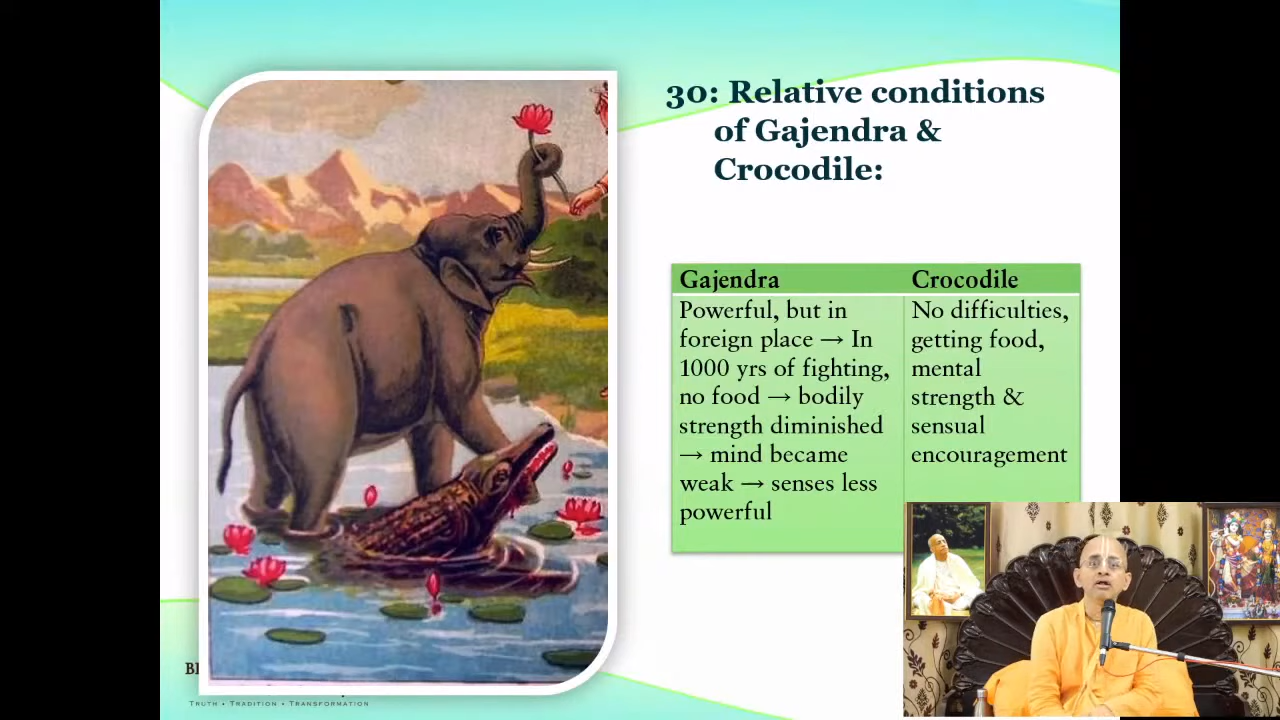 30: Relative conditions
of Gajendra &
Crocodile:
Gajendra
Powerful, but in
foreign place → In
1000 yrs of fighting,
no food → bodily
strength diminished
→ mind became
weak → senses less
powerful
Crocodile
No difficulties,
getting food,
mental
strength &
sensual
encouragement
TRUTH • TRADITION • TRANSFORMATION